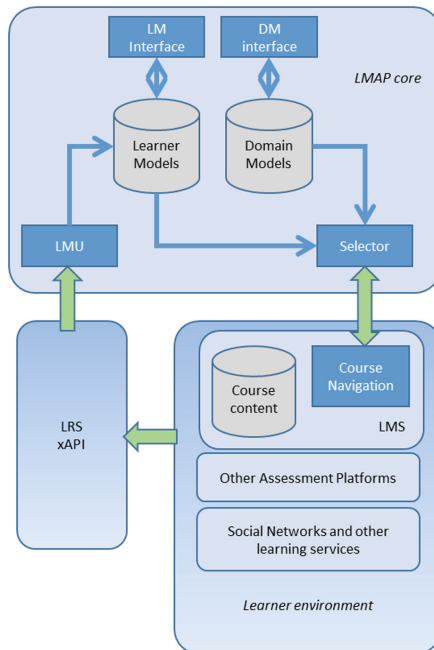 LM
Interface
DM
interface
LMAP core
Learner
Models
Domain
Models
LMU
Selector
LRS
xAPI
Course
content
Course
Navigation
LMS
Other Assessment Platforms
Social Networks and other
learning services
Learner environment